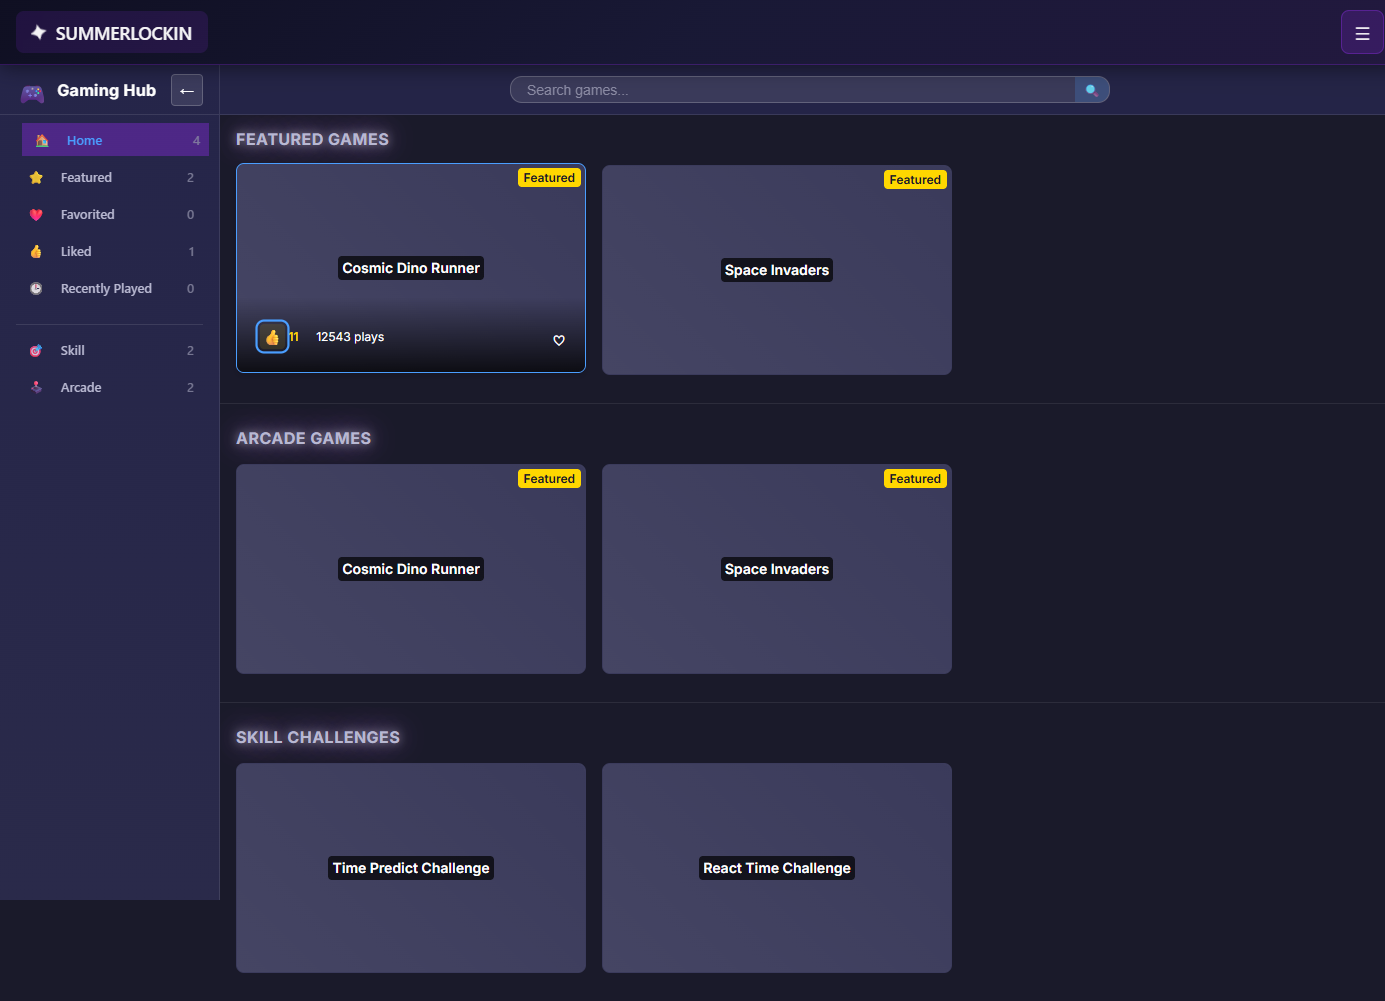 SUMMERLOCKIN
Gaming Hub
Search games...
Home 4
Featured 2
Favorited 0
Liked 1
Recently Played 0
Skill 2
Arcade 2
FEATURED GAMES
Featured
Cosmic Dino Runner
11 12543 plays
Featured
Space Invaders
ARCADE GAMES
Featured
Cosmic Dino Runner
Featured
Space Invaders
SKILL CHALLENGES
Time Predict Challenge
React Time Challenge